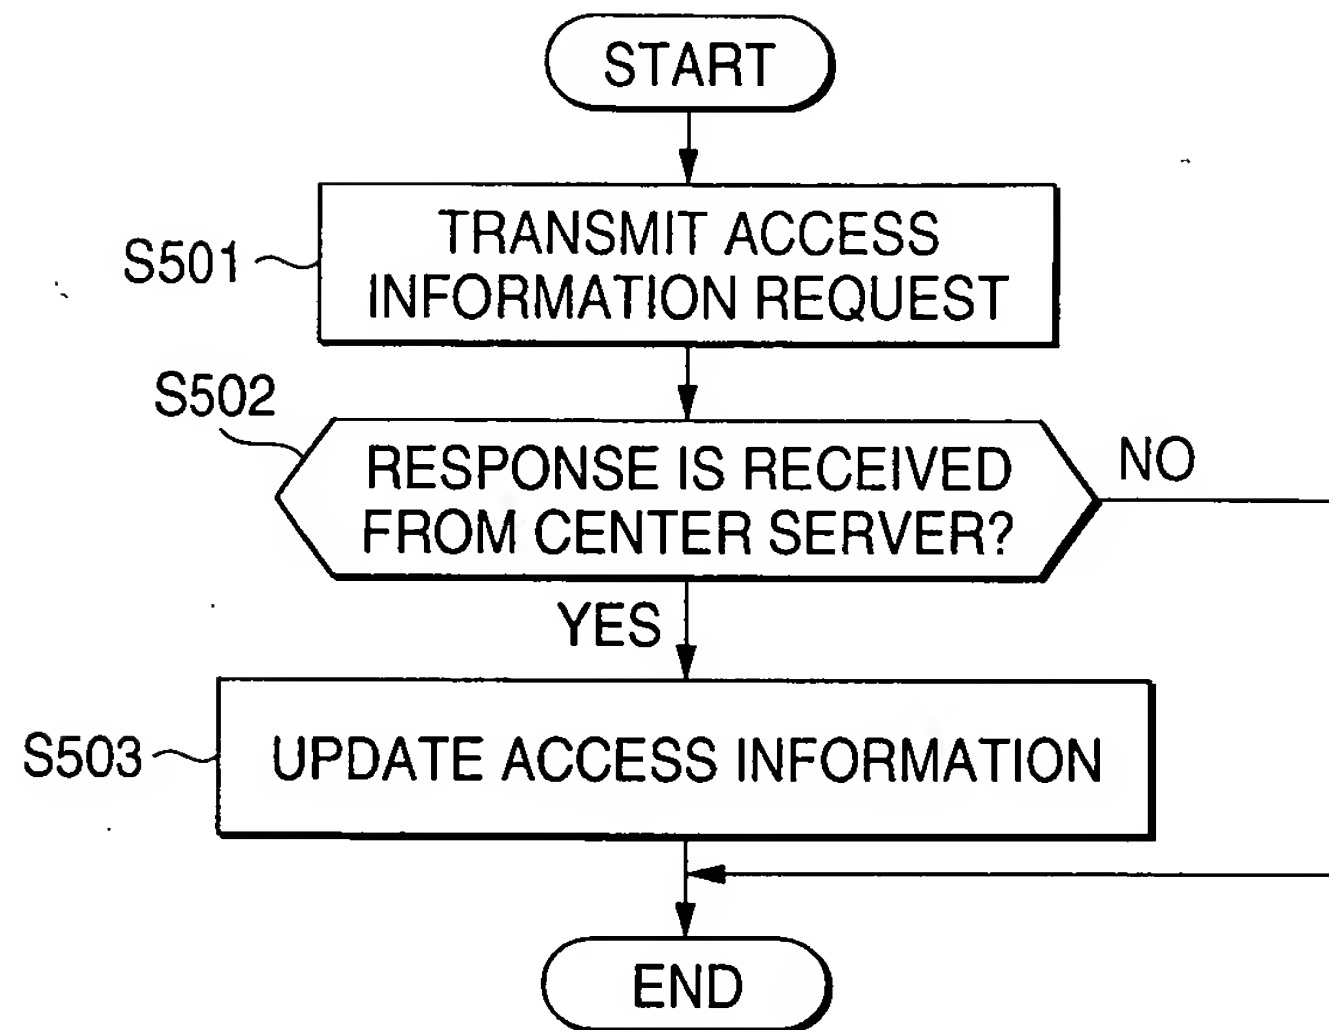 START
S501
TRANSMIT ACCESS
INFORMATION REQUEST
S502
RESPONSE IS RECEIVED
FROM CENTER SERVER?
NO
YES
S503
UPDATE ACCESS INFORMATION
END